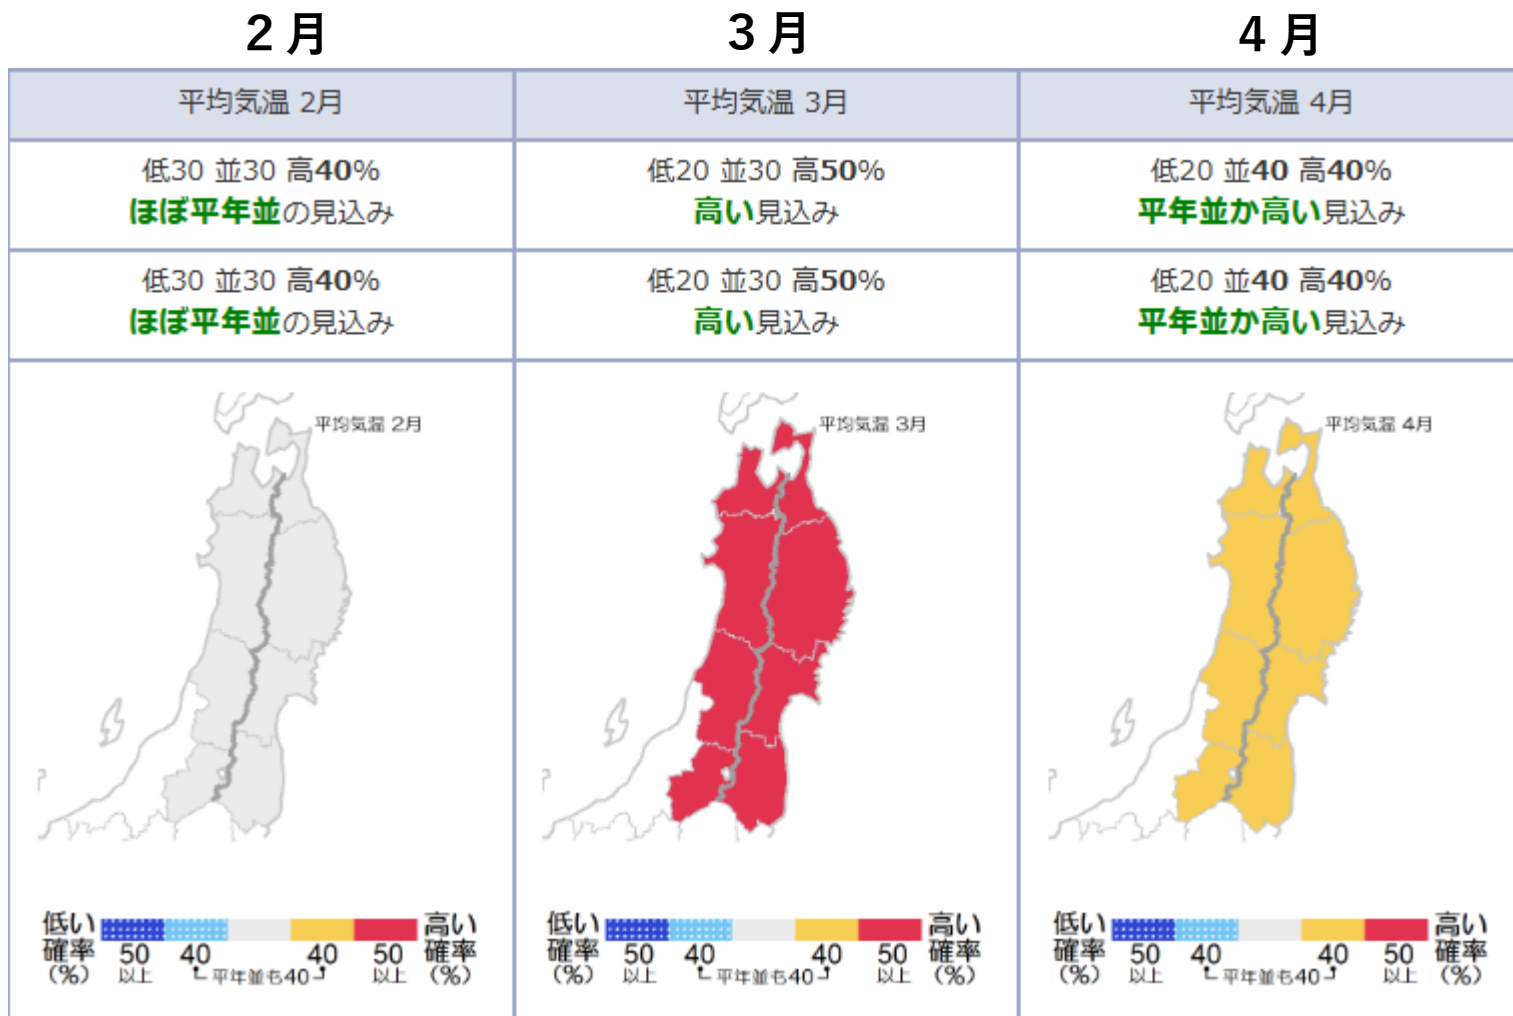 2月
3月
4月
平均気温 2月
平均気温 3月
平均気温 4月
低30 並30 高40%
ほぼ平年並の見込み
低20 並30 高50%
高い見込み
低20 並40 高40%
平年並か高い見込み
低30 並30 高40%
ほぼ平年並の見込み
低20 並30 高50%
高い見込み
低20 並40 高40%
平年並か高い見込み
平均気温 2月
低い
確率
(%)
50
以上
40
平年並も40
40
50
以上
高い
確率
(%)
平均気温 3月
低い
確率
(%)
50
以上
40
平年並も40
40
50
以上
高い
確率
(%)
平均気温 4月
低い
確率
(%)
50
以上
40
平年並も40
40
50
以上
高い
確率
(%)